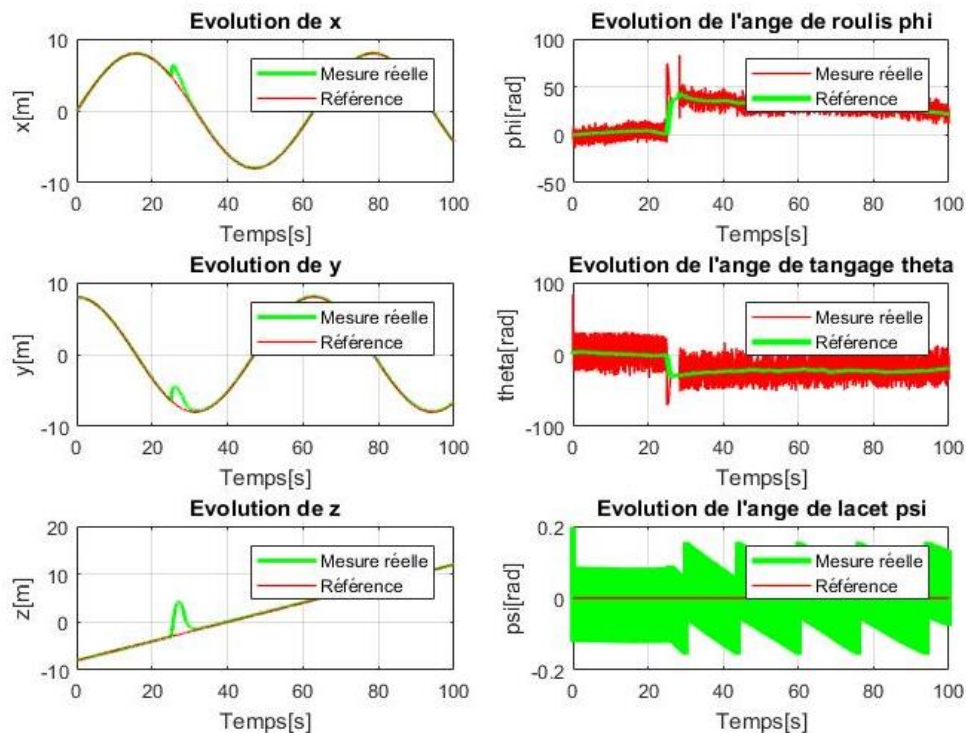 Evolution de x
10
0
-10
x[m]
0 20 40 60 80 100
Temps[s]
Mesure réelle
Référence
Evolution de l'ange de roulis phi
100
50
0
-50
phi[rad]
0 20 40 60 80 100
Temps[s]
Mesure réelle
Référence
Evolution de y
10
0
-10
y[m]
0 20 40 60 80 100
Temps[s]
Mesure réelle
Référence
Evolution de l'ange de tangage theta
100
0
-100
theta[rad]
0 20 40 60 80 100
Temps[s]
Mesure réelle
Référence
Evolution de z
20
10
0
-10
z[m]
0 20 40 60 80 100
Temps[s]
Mesure réelle
Référence
Evolution de l'ange de lacet psi
0.2
0
-0.2
psi[rad]
0 20 40 60 80 100
Temps[s]
Mesure réelle
Référence